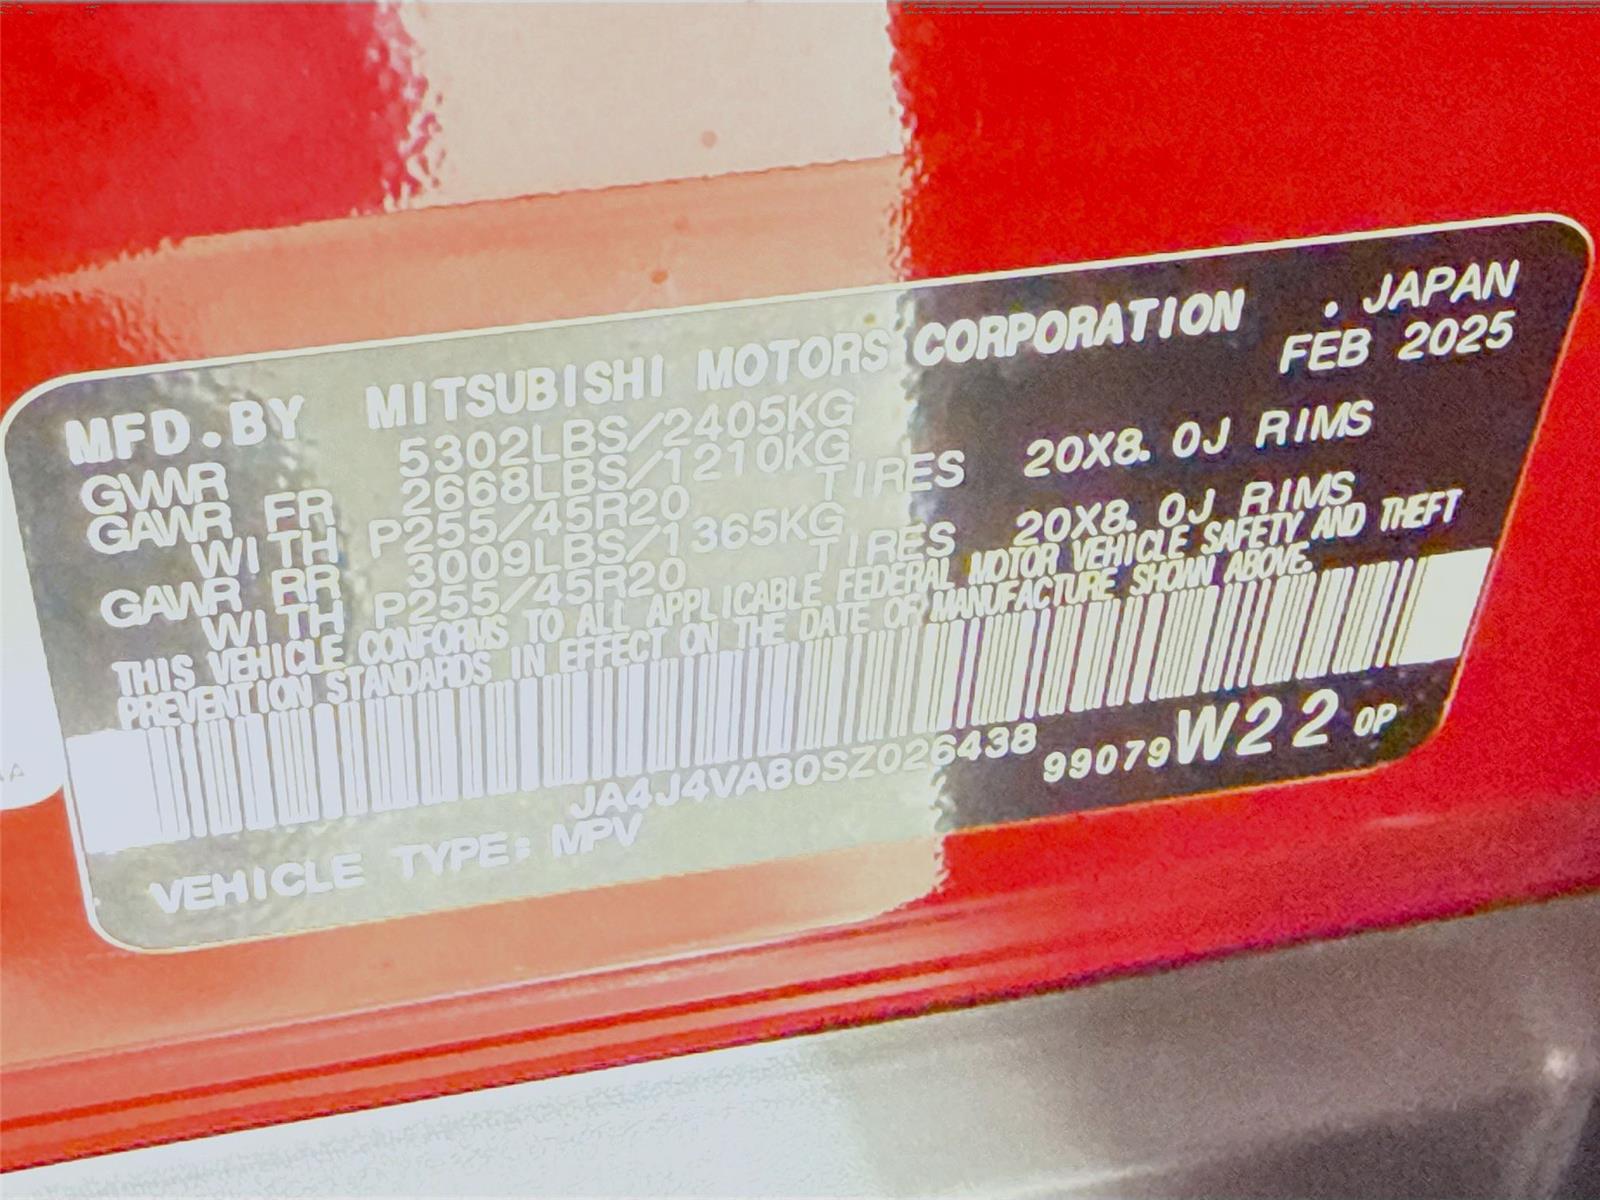 MFD.BY MITSUBISHI MOTORS CORPORATION . JAPAN
FEB 2025
GVWR 5302LBS/2405KG
GAWR FR 2668LBS/1210KG
WITH P255/45R20 TIRES 20X8.0J RIMS
GAWR RR 3009LBS/1365KG
WITH P255/45R20 TIRES 20X8.0J RIMS
THIS VEHICLE CONFORMS TO ALL APPLICABLE FEDERAL MOTOR VEHICLE SAFETY AND THEFT
PREVENTION STANDARDS IN EFFECT ON THE DATE OF MANUFACTURE SHOWN ABOVE.
JA4J4VA80SZ026438 99079 W22 0P
VEHICLE TYPE: MPV